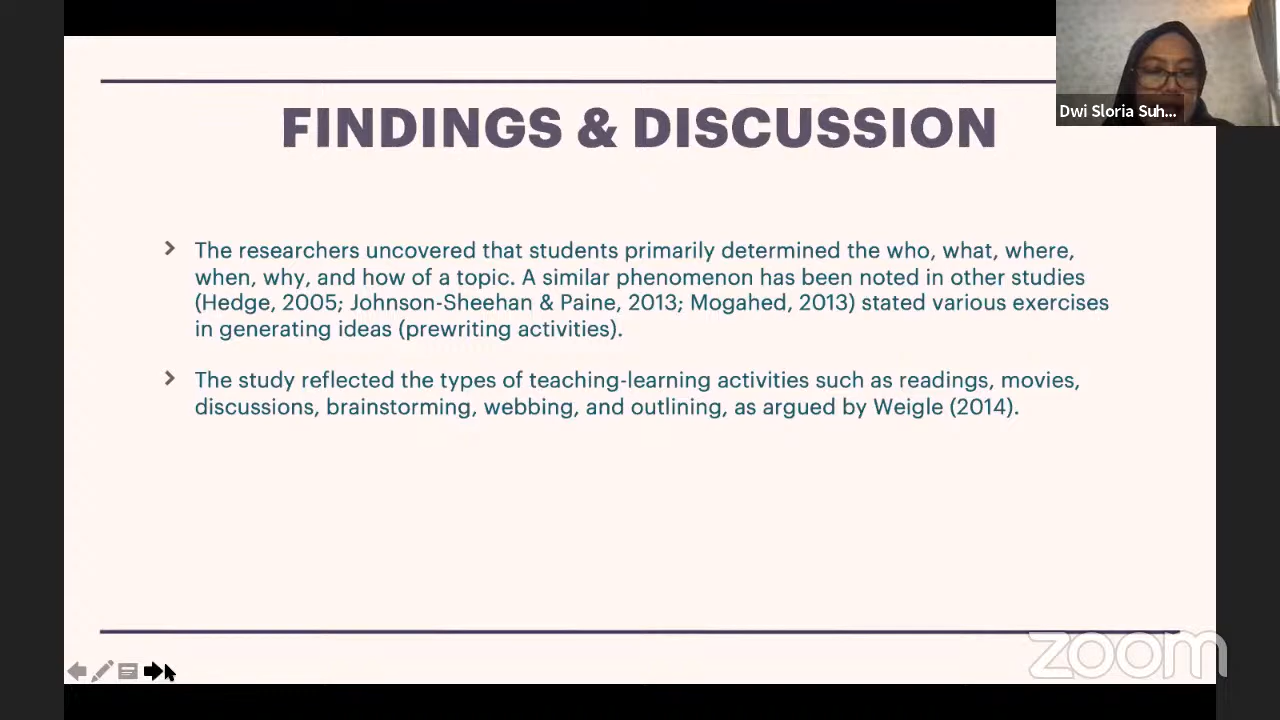 FINDINGS & DISCUSSION
Dwi Sloria Suh...
The researchers uncovered that students primarily determined the who, what, where,
when, why, and how of a topic. A similar phenomenon has been noted in other studies
(Hedge, 2005; Johnson-Sheehan & Paine, 2013; Mogahed, 2013) stated various exercises
in generating ideas (prewriting activities).
The study reflected the types of teaching-learning activities such as readings, movies,
discussions, brainstorming, webbing, and outlining, as argued by Weigle (2014).
zoom